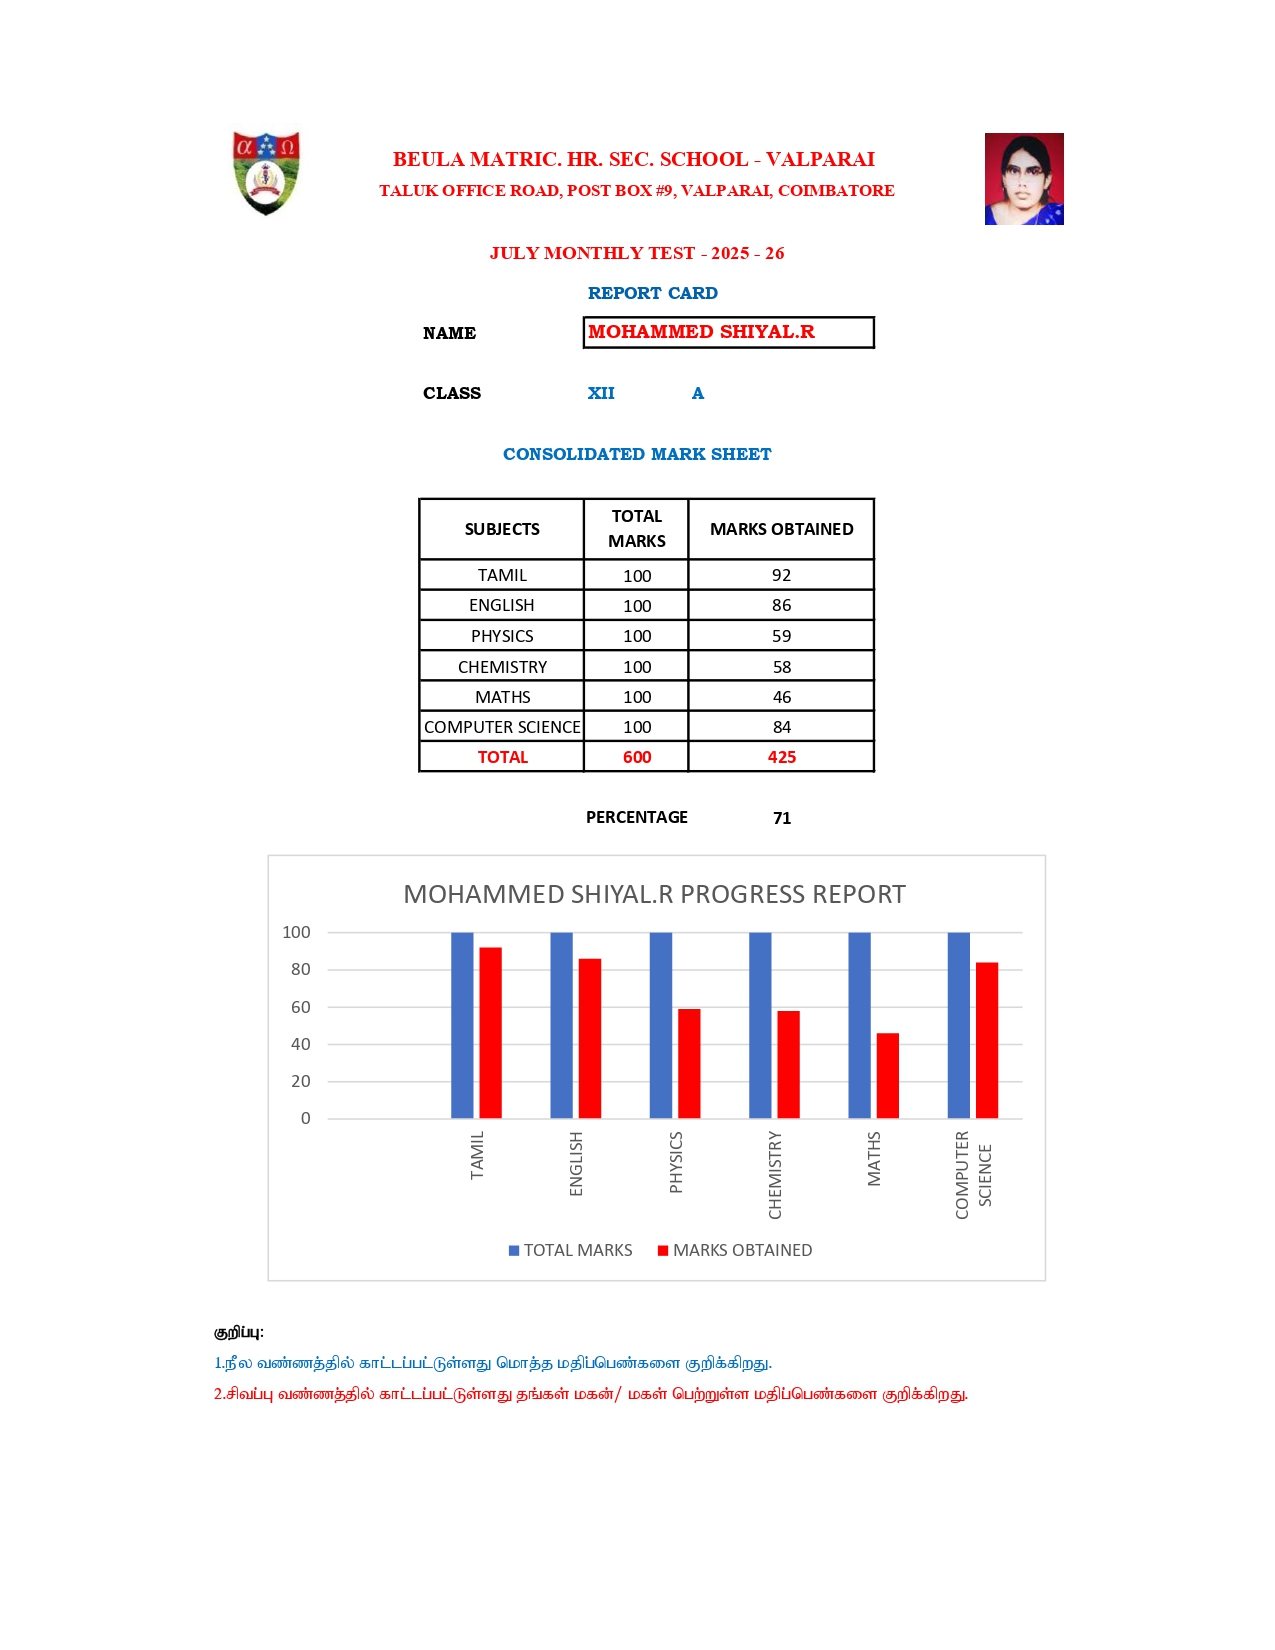 BEULA MATRIC. HR. SEC. SCHOOL - VALPARAI
TALUK OFFICE ROAD, POST BOX #9, VALPARAI, COIMBATORE
JULY MONTHLY TEST - 2025 - 26
REPORT CARD
NAME MOHAMMED SHIYAL.R
CLASS XII A
CONSOLIDATED MARK SHEET
SUBJECTS TOTAL MARKS MARKS OBTAINED
TAMIL 100 92
ENGLISH 100 86
PHYSICS 100 59
CHEMISTRY 100 58
MATHS 100 46
COMPUTER SCIENCE 100 84
TOTAL 600 425
PERCENTAGE 71
MOHAMMED SHIYAL.R PROGRESS REPORT
100
80
60
40
20
0
TAMIL ENGLISH PHYSICS CHEMISTRY MATHS COMPUTER SCIENCE
TOTAL MARKS MARKS OBTAINED
குறிப்பு:
1.நீல வண்ணத்தில் காட்டப்பட்டுள்ளது மொத்த மதிப்பெண்களை குறிக்கிறது.
2.சிவப்பு வண்ணத்தில் காட்டப்பட்டுள்ளது தங்கள் மகன்/ மகள் பெற்றுள்ள மதிப்பெண்களை குறிக்கிறது.